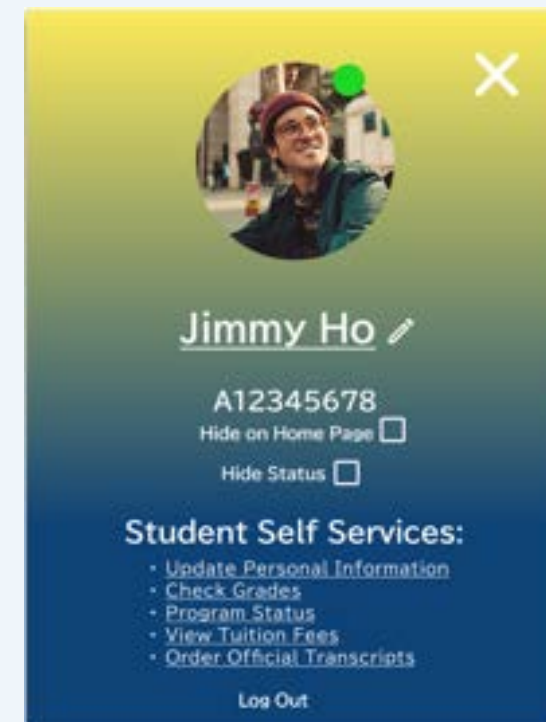 Jimmy Ho
A12345678
Hide on Home Page
Hide Status
Student Self Services:
• Update Personal Information
• Check Grades
• Program Status
• View Tuition Fees
• Order Official Transcripts
Log Out